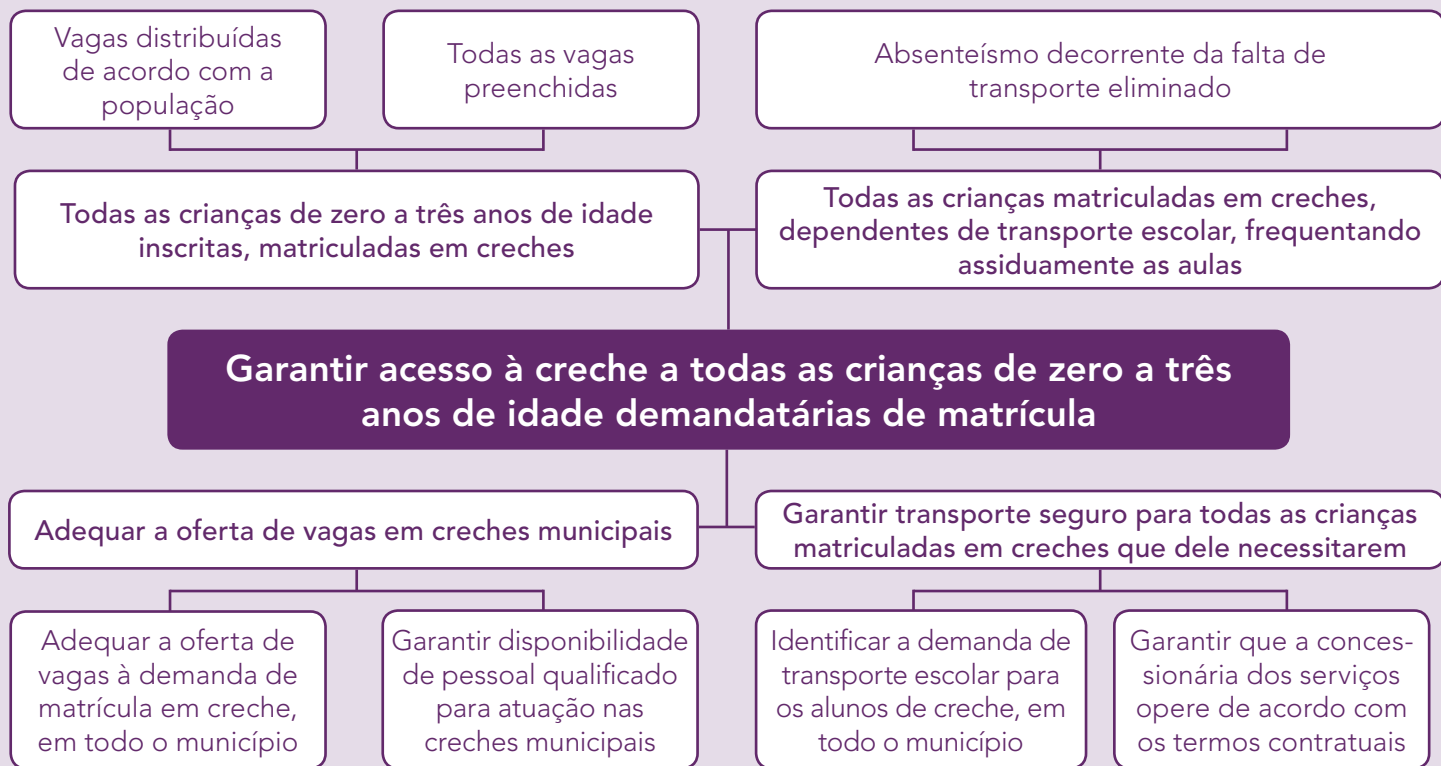 Vagas distribuídas
de acordo com a
população
Todas as vagas
preenchidas
Absenteísmo decorrente da falta de
transporte eliminado
Todas as crianças de zero a três anos de idade
inscritas, matriculadas em creches
Todas as crianças matriculadas em creches,
dependentes de transporte escolar, frequentando
assiduamente as aulas
Garantir acesso à creche a todas as crianças de zero a três
anos de idade demandatárias de matrícula
Adequar a oferta de vagas em creches municipais
Garantir transporte seguro para todas as crianças
matriculadas em creches que dele necessitarem
Adequar a oferta de
vagas à demanda de
matrícula em creche,
em todo o município
Garantir disponibilidade
de pessoal qualificado
para atuação nas
creches municipais
Identificar a demanda de
transporte escolar para
os alunos de creche, em
todo o município
Garantir que a conces-
sionária dos serviços
opere de acordo com
os termos contratuais